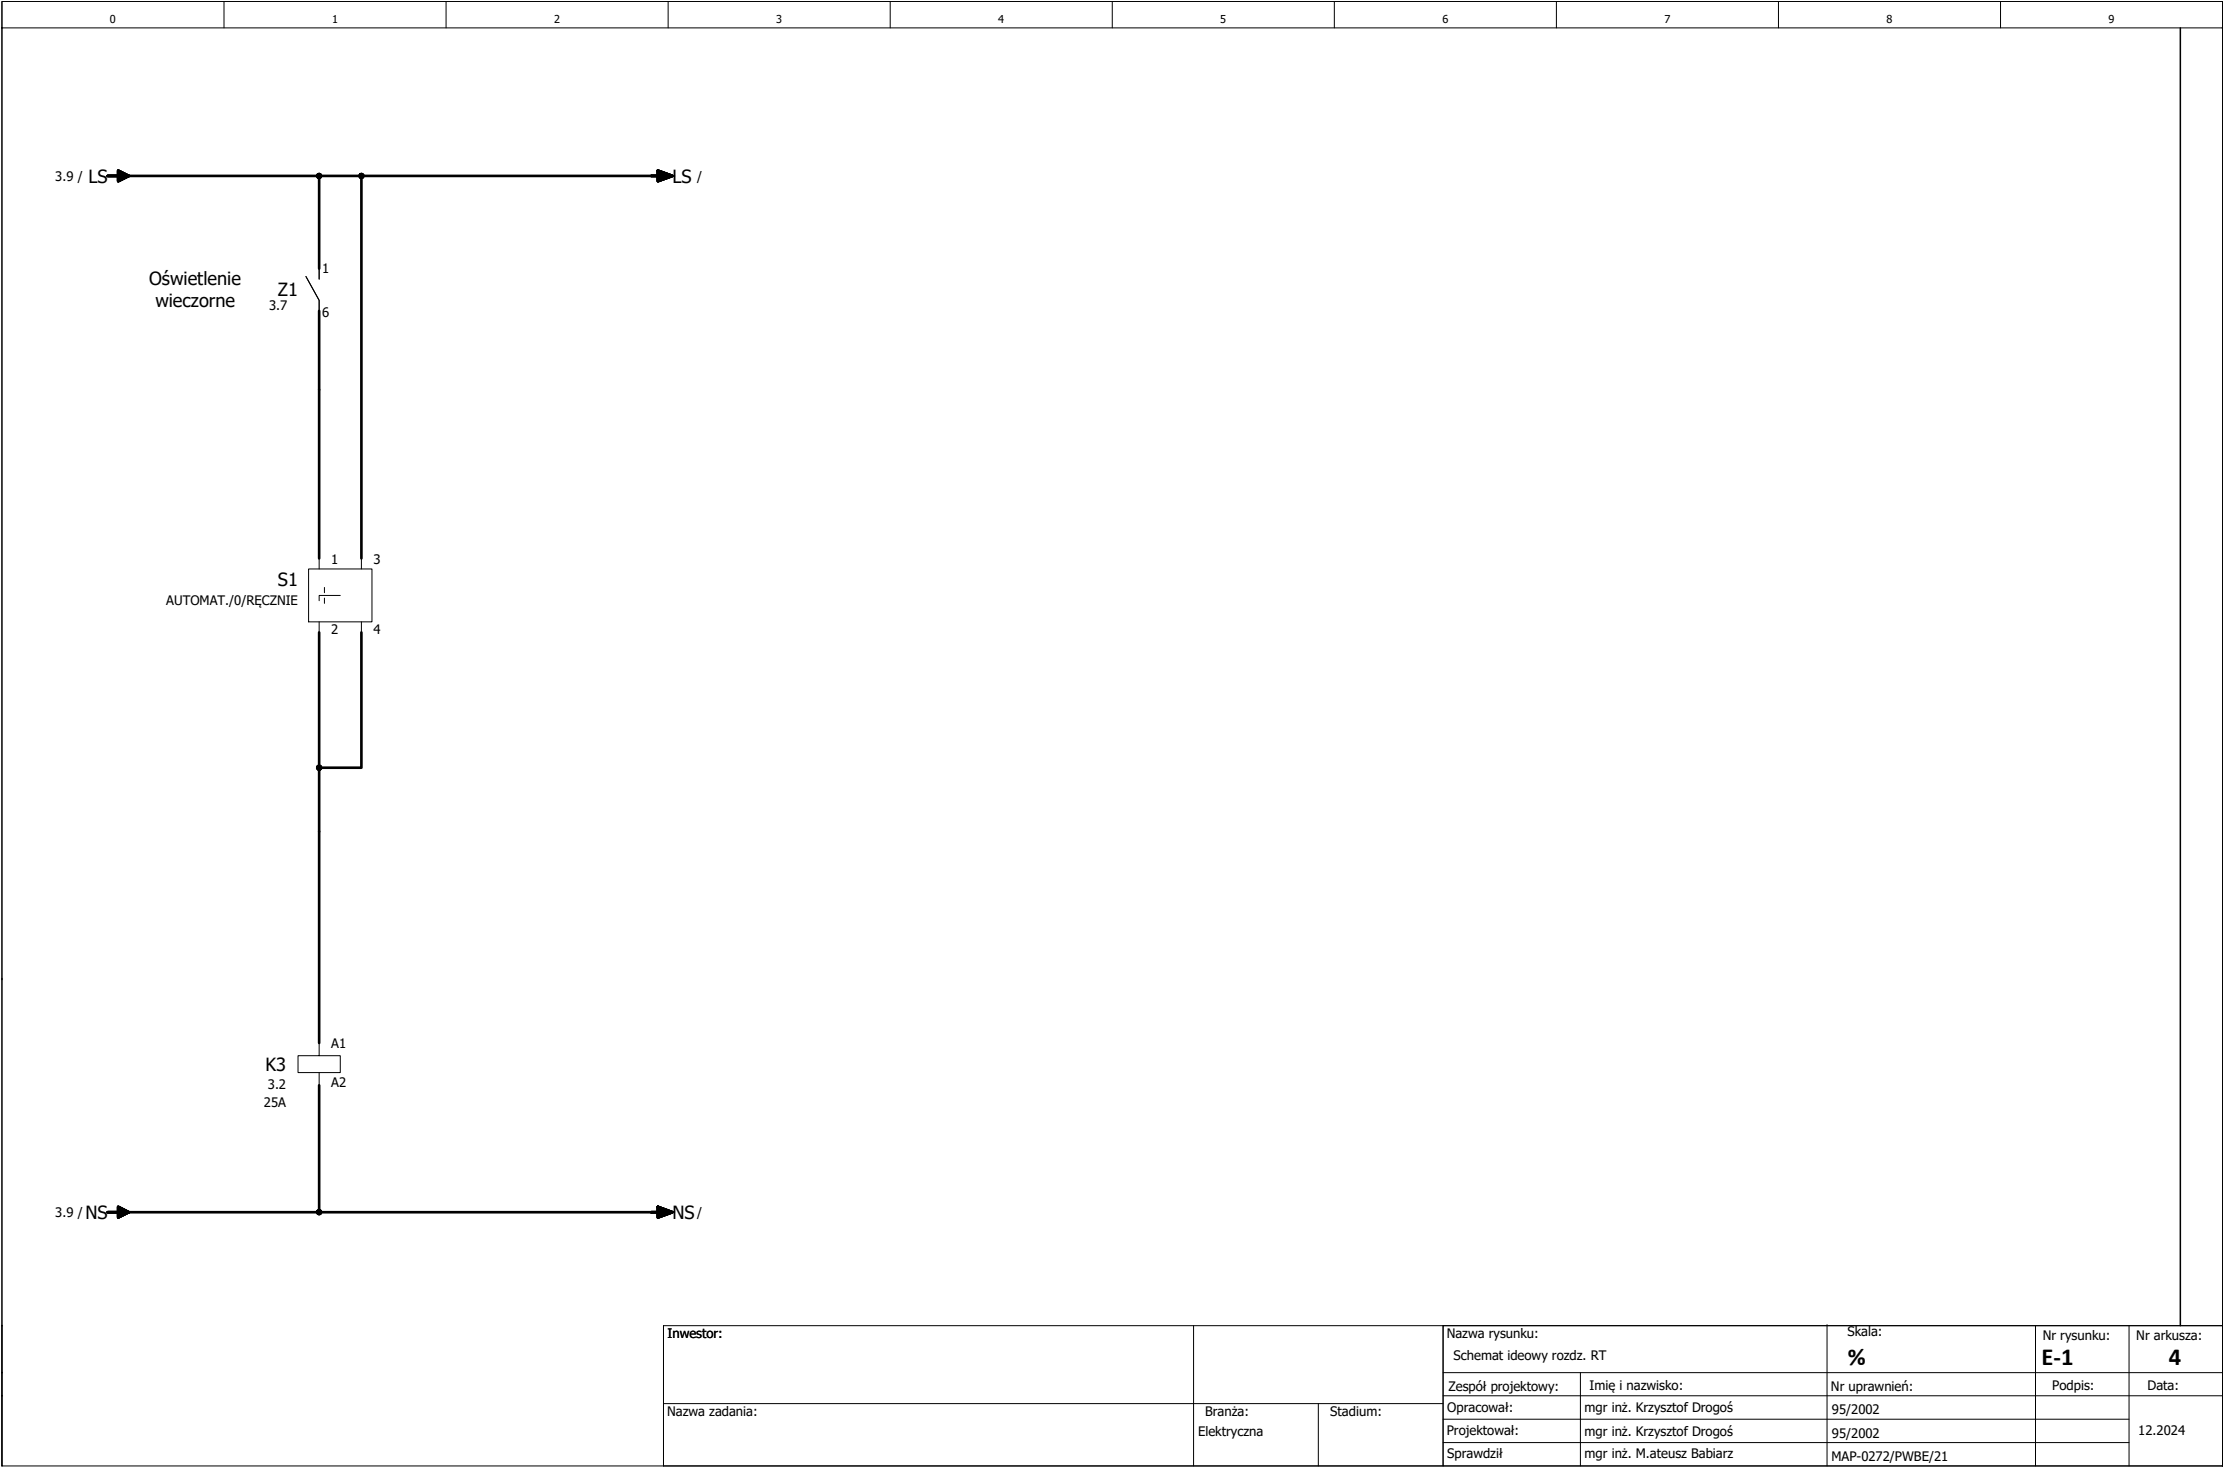 0 1 2 3 4 5 6 7 8 9
3.9 / LS
LS /
Oświetlenie
wieczorne
Z1
3.7
1
6
1
3
S1
AUTOMAT./0/RĘCZNIE
2
4
A1
K3
3.2
A2
25A
3.9 / NS
NS /
Inwestor:
Nazwa zadania:
Branża:
Elektryczna
Stadium:
Nazwa rysunku:
Schemat ideowy rozdz. RT
Skala:
%
Nr rysunku:
E-1
Nr arkusza:
4
Zespół projektowy: Imię i nazwisko: Nr uprawnień: Podpis: Data:
Opracował: mgr inż. Krzysztof Drogoś 95/2002
Projektował: mgr inż. Krzysztof Drogoś 95/2002
12.2024
Sprawdził mgr inż. M.ateusz Babiarz MAP-0272/PWBE/21